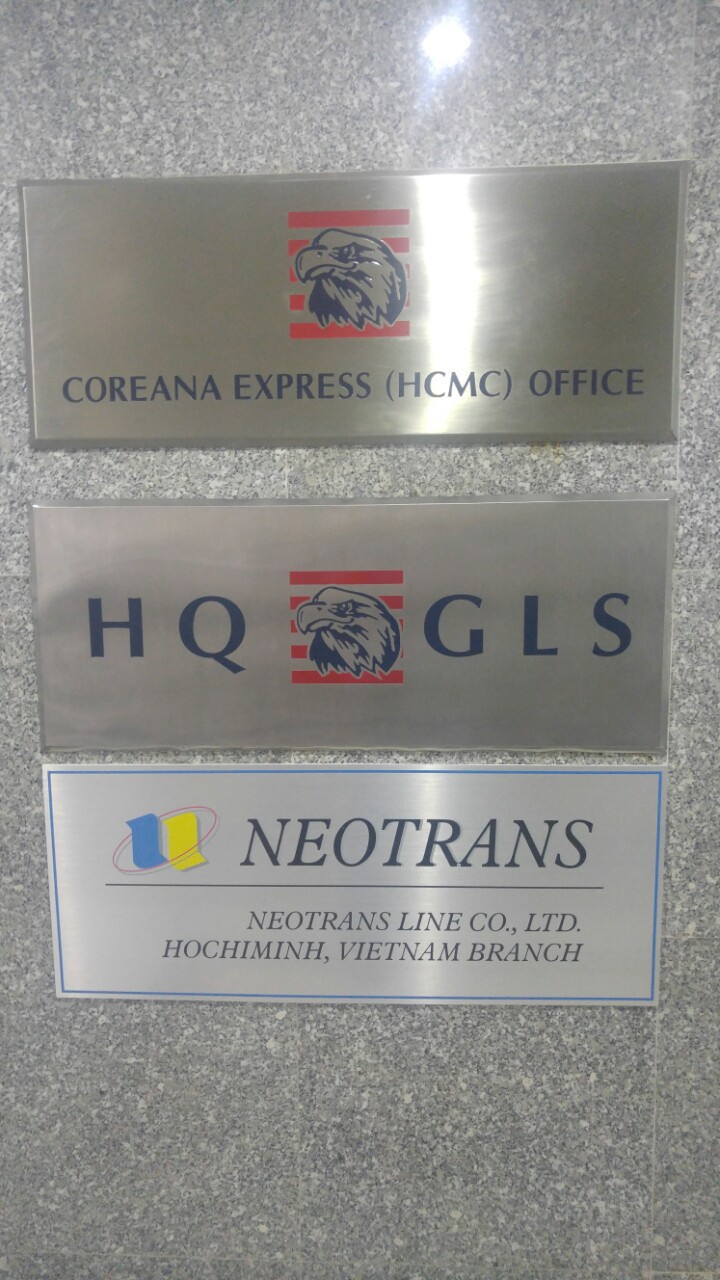 COREANA EXPRESS (HCMC) OFFICE
HQ GLS
NEOTRANS
NEOTRANS LINE CO., LTD.
HOCHIMINH, VIETNAM BRANCH